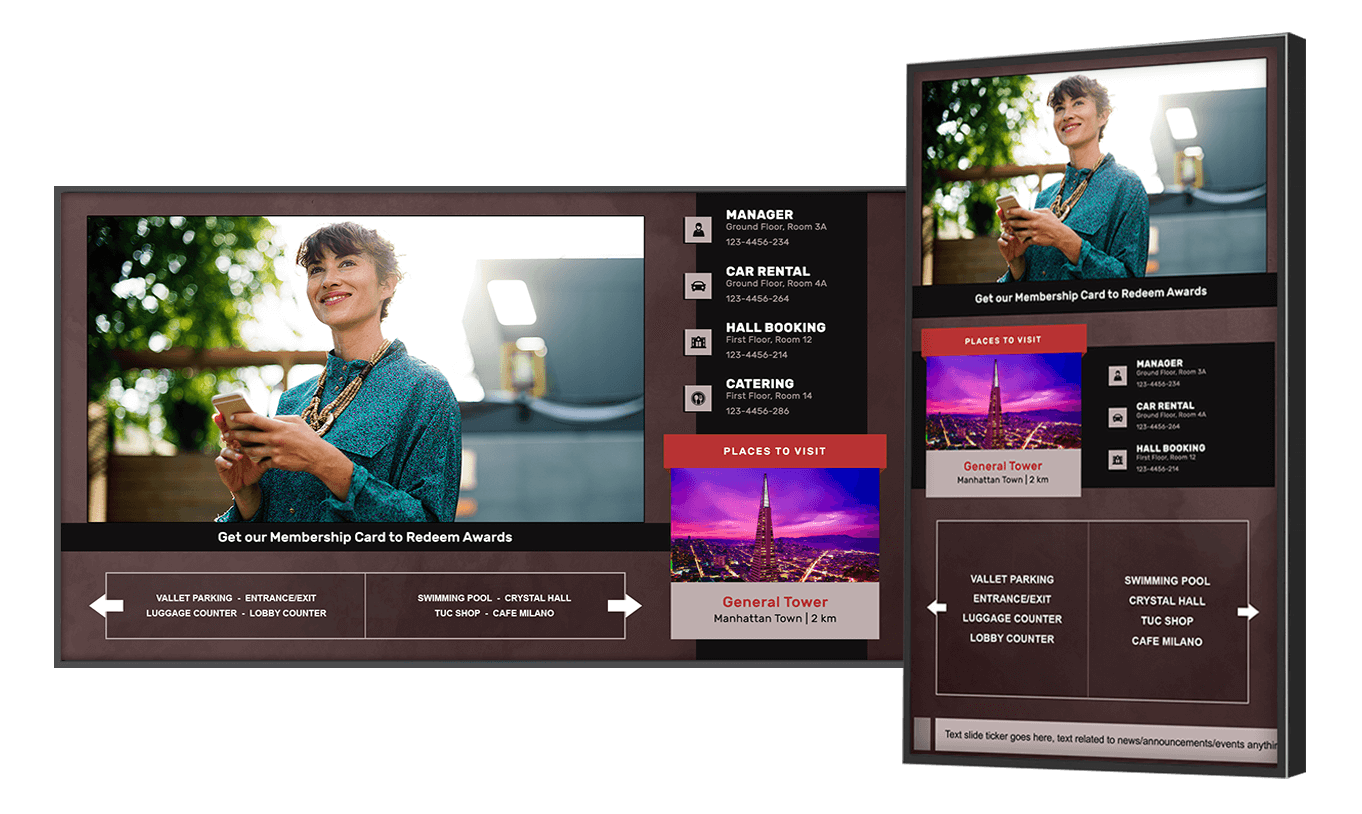 MANAGER
Ground Floor, Room 3A
123-4456-234
CAR RENTAL
Ground Floor, Room 4A
123-4456-264
HALL BOOKING
First Floor, Room 12
123-4456-214
CATERING
First Floor, Room 14
123-4456-286
PLACES TO VISIT
General Tower
Manhattan Town | 2 km
Get our Membership Card to Redeem Awards
VALLET PARKING - ENTRANCE/EXIT
LUGGAGE COUNTER - LOBBY COUNTER
SWIMMING POOL - CRYSTAL HALL
TUC SHOP - CAFE MILANO
Get our Membership Card to Redeem Awards
PLACES TO VISIT
General Tower
Manhattan Town | 2 km
MANAGER
Ground Floor, Room 3A
123-4456-234
CAR RENTAL
Ground Floor, Room 4A
123-4456-264
HALL BOOKING
First Floor, Room 12
123-4456-214
VALLET PARKING
ENTRANCE/EXIT
LUGGAGE COUNTER
LOBBY COUNTER
SWIMMING POOL
CRYSTAL HALL
TUC SHOP
CAFE MILANO
Text slide ticker goes here, text related to news/announcements/events anythin